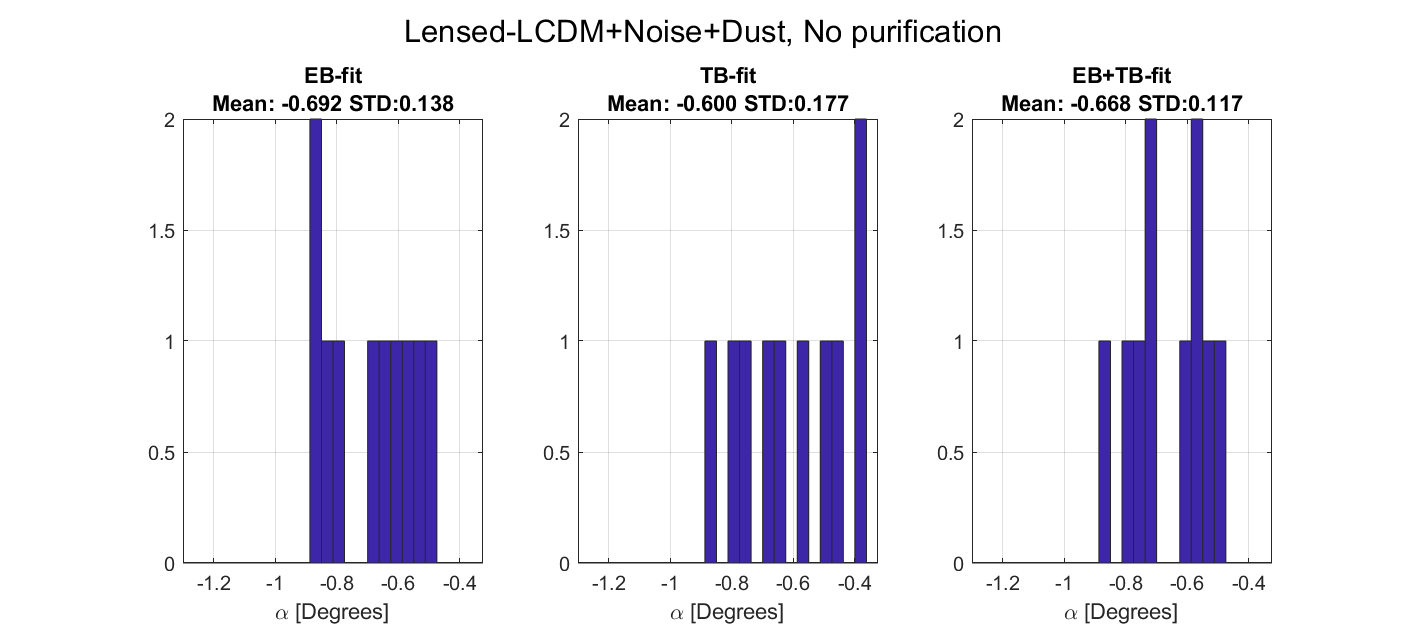 Lensed-LCDM+Noise+Dust, No purification
EB-fit
Mean: -0.692 STD:0.138
2
1.5
1
0.5
0
-1.2 -1 -0.8 -0.6 -0.4
α [Degrees]
TB-fit
Mean: -0.600 STD:0.177
2
1.5
1
0.5
0
-1.2 -1 -0.8 -0.6 -0.4
α [Degrees]
EB+TB-fit
Mean: -0.668 STD:0.117
2
1.5
1
0.5
0
-1.2 -1 -0.8 -0.6 -0.4
α [Degrees]